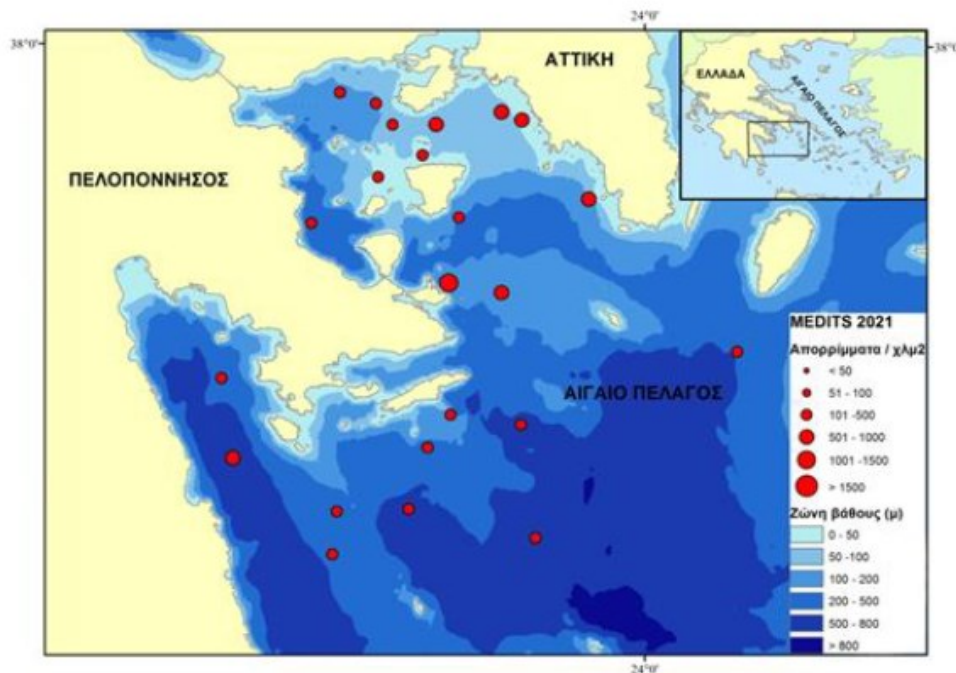 24°0'
38°0'
38°0'
ΑΤΤΙΚΗ
ΕΛΛΑΔΑ
ΑΙΓΑΙΟ ΠΕΛΑΓΟΣ
ΠΕΛΟΠΟΝΝΗΣΟΣ
MEDITS 2021
Απορρίμματα / χλμ2
< 50
51 - 100
101 -500
501 - 1000
1001 -1500
> 1500
ΑΙΓΑΙΟ ΠΕΛΑΓΟΣ
Ζώνη βάθους (μ)
0 - 50
50 -100
100 - 200
200 - 500
500 - 800
> 800
24°0'